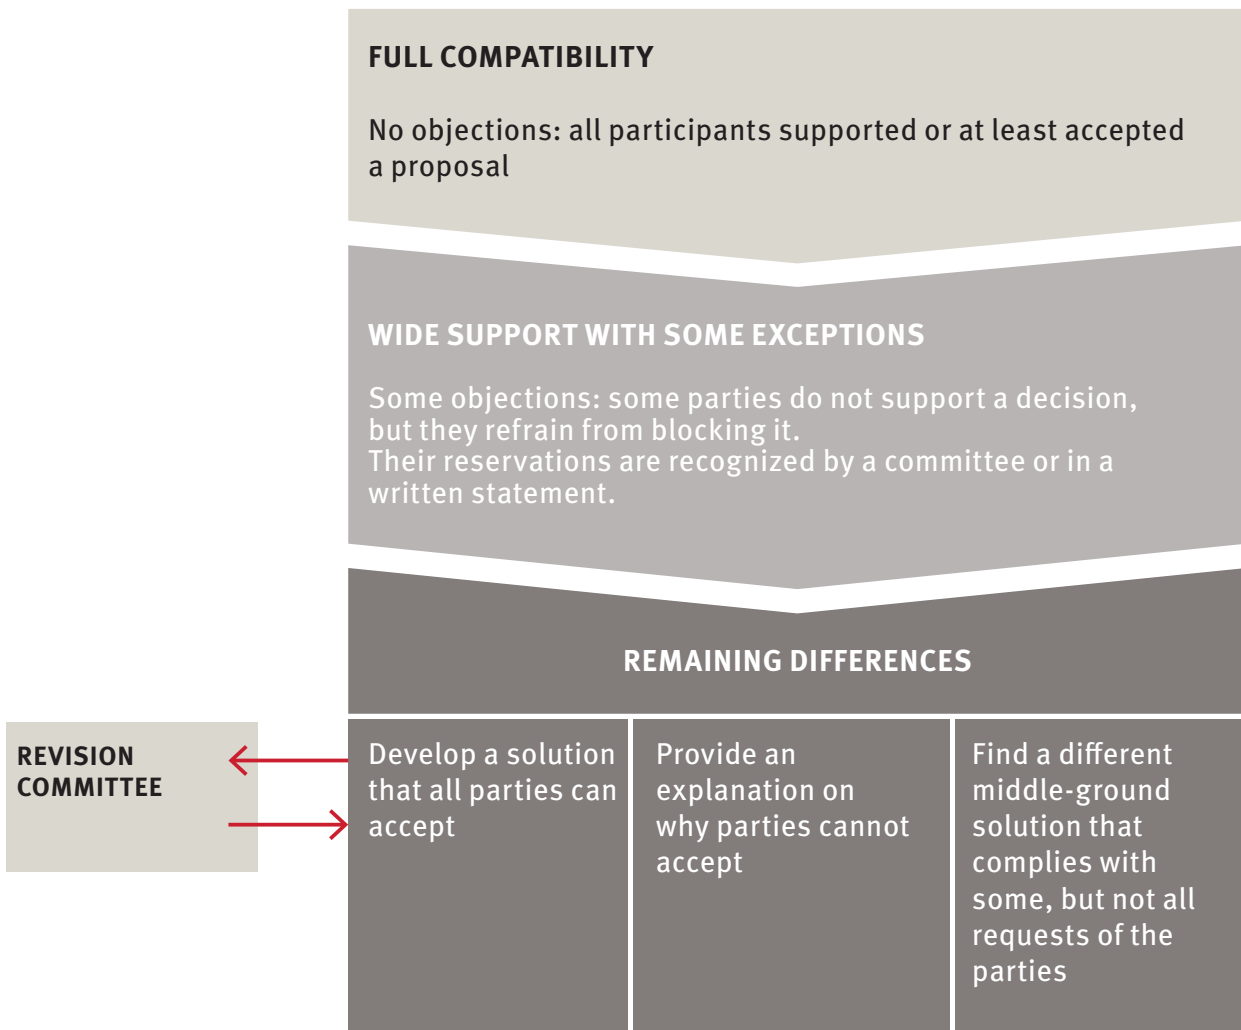 FULL COMPATIBILITY
No objections: all participants supported or at least accepted
a proposal
WIDE SUPPORT WITH SOME EXCEPTIONS
Some objections: some parties do not support a decision,
but they refrain from blocking it.
Their reservations are recognized by a committee or in a
written statement.
REMAINING DIFFERENCES
REVISION
COMMITTEE
Develop a solution
that all parties can
accept
Provide an
explanation on
why parties cannot
accept
Find a different
middle-ground
solution that
complies with
some, but not all
requests of the
parties